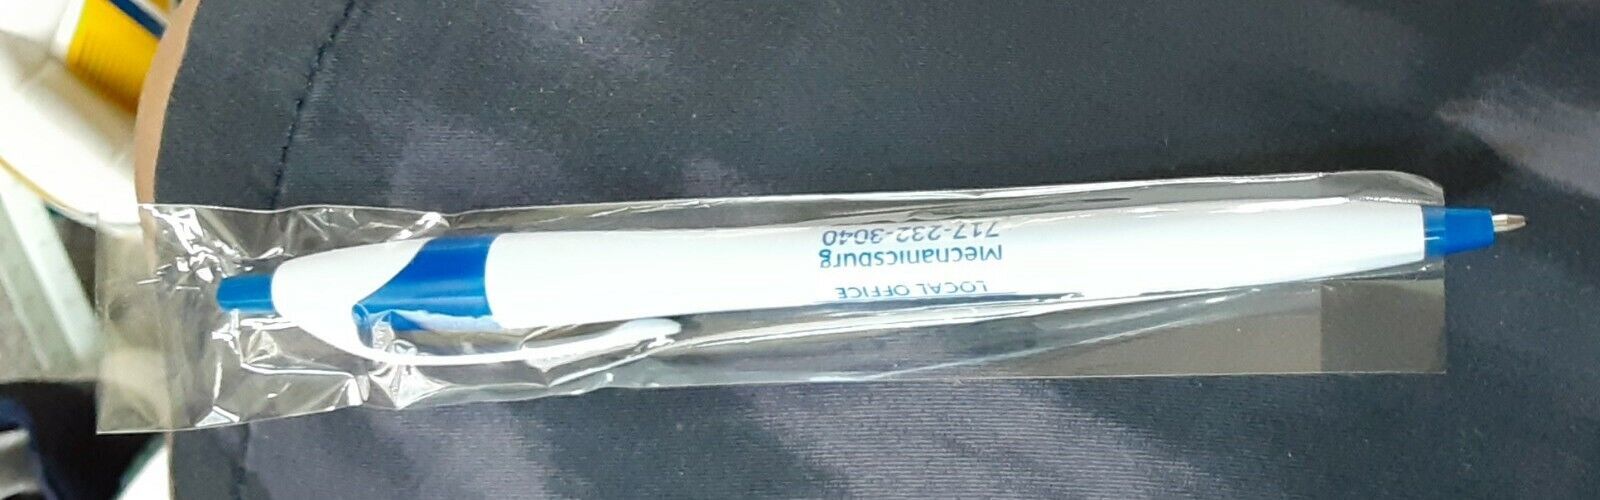 LOCAL OFFICE
Mechanicsburg
717-232-3040